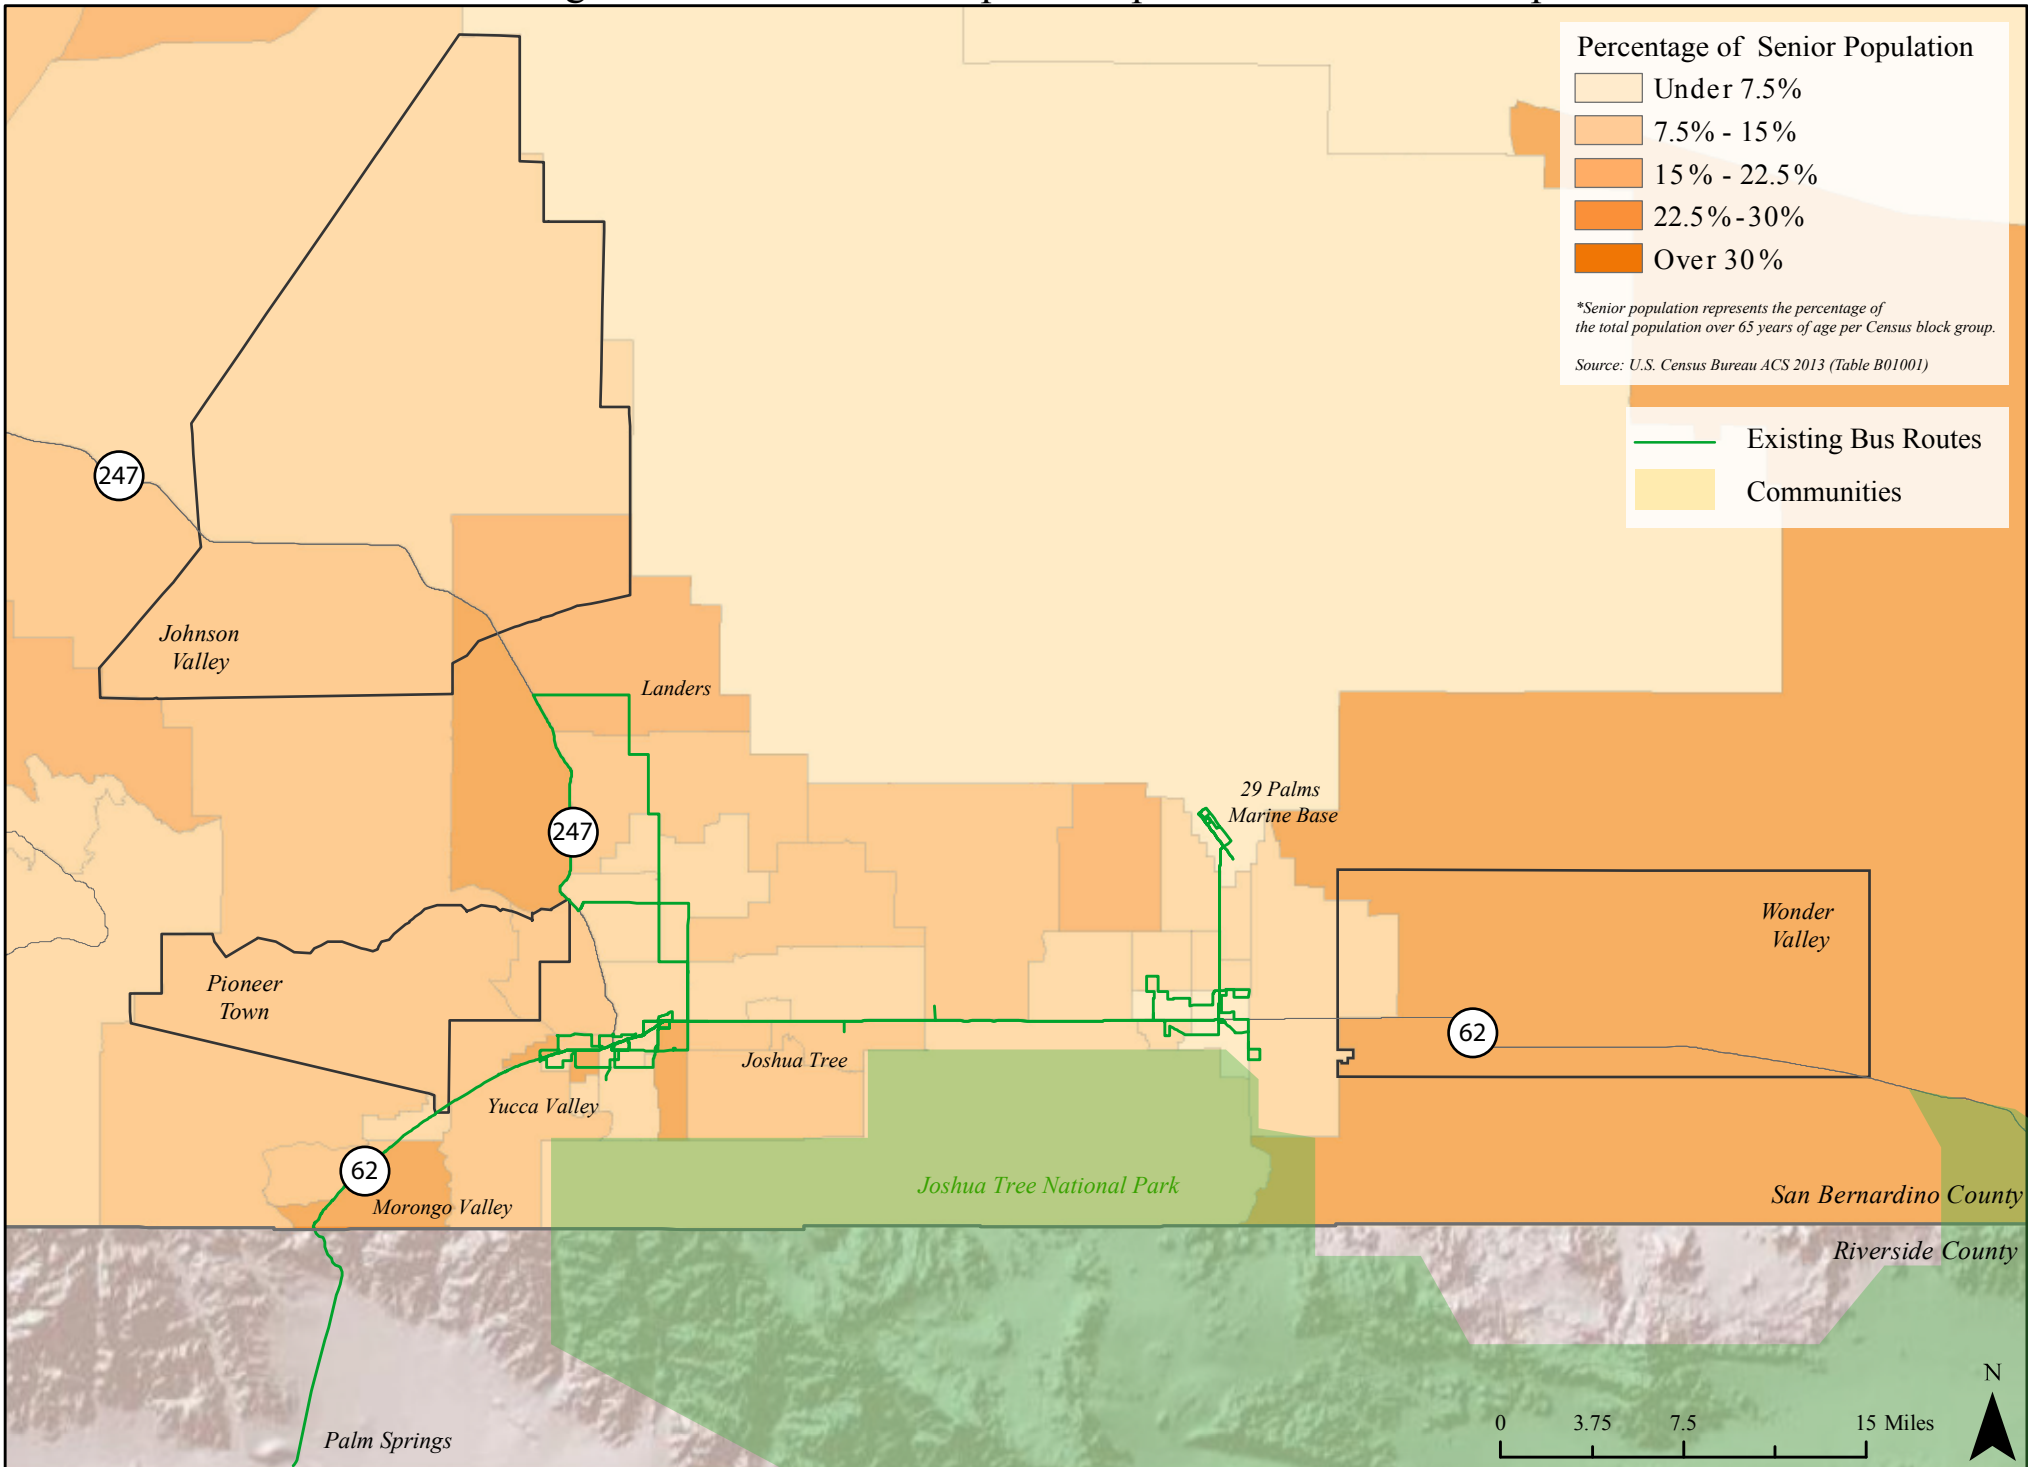 Percentage of Senior Population
Under 7.5%
7.5% - 15%
15% - 22.5%
22.5%-30%
Over 30%
*Senior population represents the percentage of
the total population over 65 years of age per Census block group.
Source: U.S. Census Bureau ACS 2013 (Table B01001)
Existing Bus Routes
Communities
247
Johnson
Valley
Landers
29 Palms
Marine Base
247
Wonder
Valley
Pioneer
Town
62
Joshua Tree
Yucca Valley
62
Joshua Tree National Park
Morongo Valley
San Bernardino County
Riverside County
N
0 3.75 7.5 15 Miles
Palm Springs